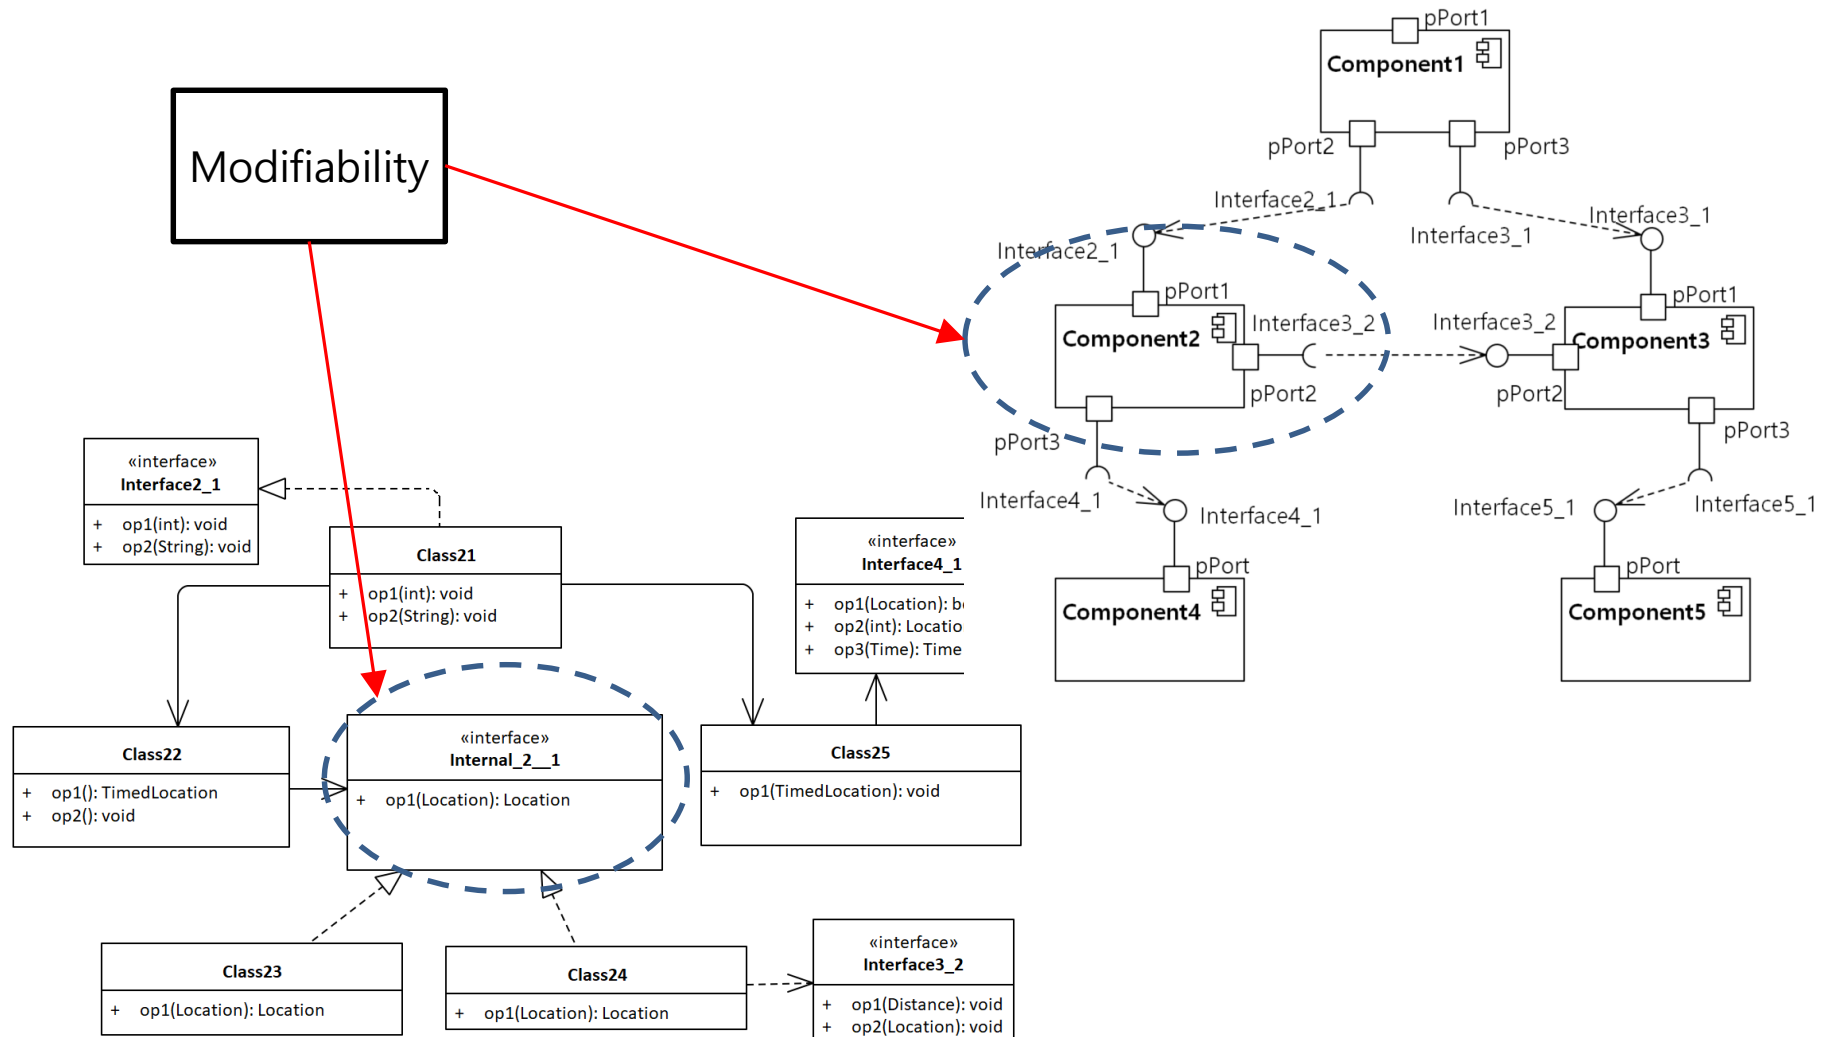 Modifiability
pPort1
Component1
pPort2
pPort3
Interface2_1
Interface3_1
Interface2_1
Interface3_1
pPort1
Component2
Interface3_2
pPort2
pPort3
Interface3_2
pPort1
Component3
pPort2
pPort3
Interface4_1
Interface4_1
Interface5_1
Interface5_1
pPort
Component4
pPort
Component5
«interface»
Interface2_1
+ op1(int): void
+ op2(String): void
Class21
+ op1(int): void
+ op2(String): void
«interface»
Interface4_1
+ op1(Location):
+ op2(int): Locatio
+ op3(Time): Time
Class22
+ op1(): TimedLocation
+ op2(): void
«interface»
Internal_2__1
+ op1(Location): Location
Class25
+ op1(TimedLocation): void
Class23
+ op1(Location): Location
Class24
+ op1(Location): Location
«interface»
Interface3_2
+ op1(Distance): void
+ op2(Location): void